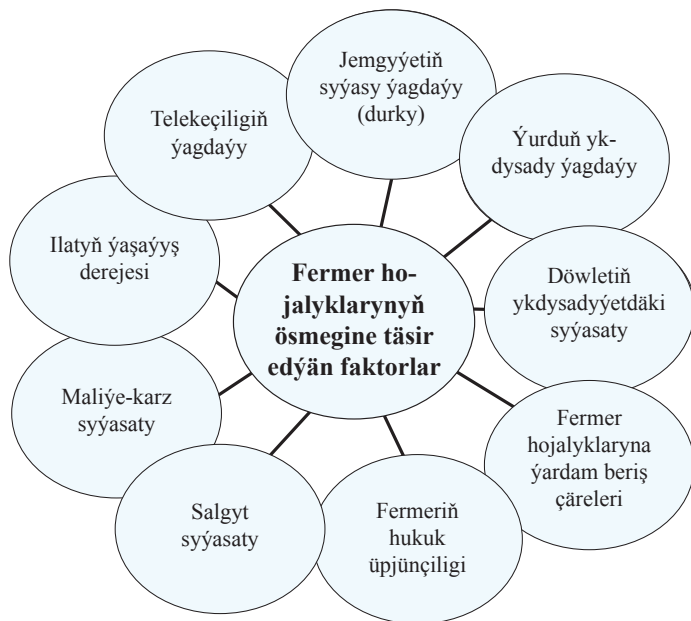 Jemgyýetiň
syýasy ýagdaýy
(durky)
Ýurduň yk-
dysady ýagdaýy
Döwletiň
ykdysadyýetdäki
syýasaty
Fermer
hojalyklaryna
ýardam beriş
çäreleri
Fermeriň
hukuk
üpjünçiligi
Salgyt
syýasaty
Maliýe-karz
syýasaty
Ilatyň ýaşaýyş
derejesi
Telekeçiligiň
ýagdaýy
Fermer ho-
jalyklarynyň
ösmegine täsir
edýän faktorlar